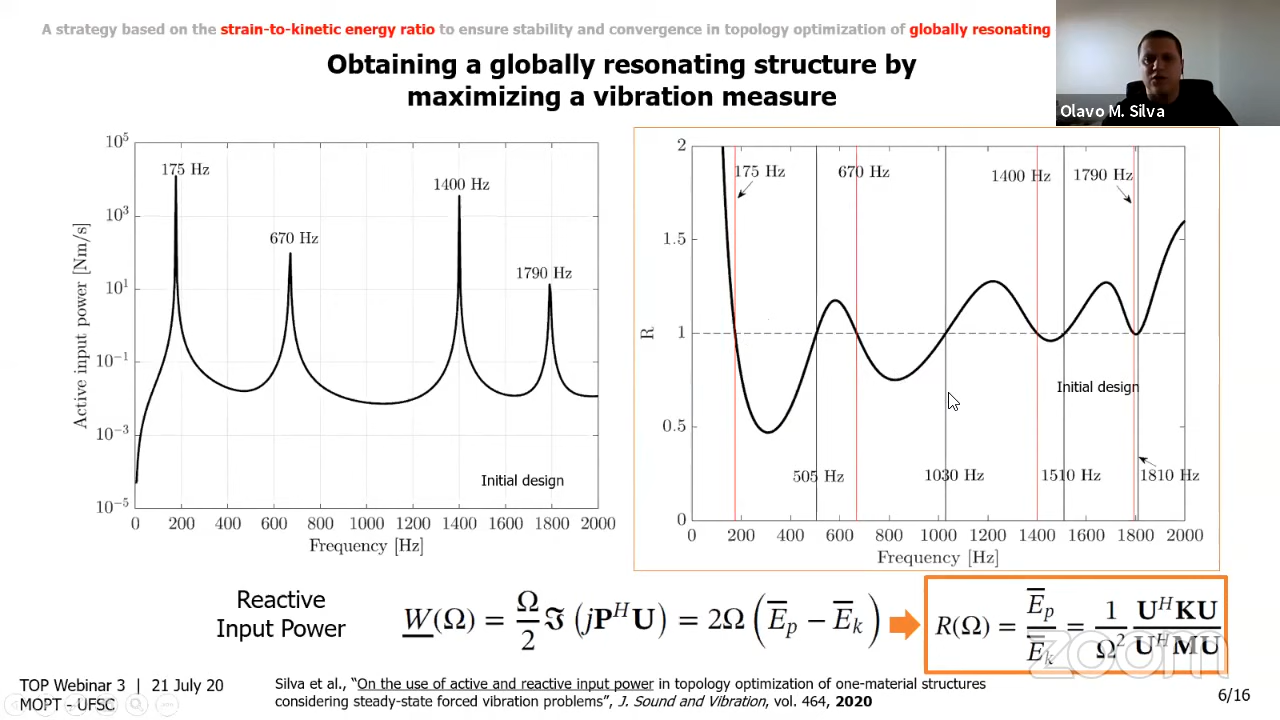 A strategy based on the strain-to-kinetic energy ratio to ensure stability and convergence in topology optimization of globally resonating
Obtaining a globally resonating structure by
maximizing a vibration measure
Olavo M. Silva
Active input power [Nm/s]
10^5
10^3
10^1
10^-1
10^-3
10^-5
175 Hz
670 Hz
1400 Hz
1790 Hz
Initial design
0 200 400 600 800 1000 1200 1400 1600 1800 2000
Frequency [Hz]
R
2
1.5
1
0.5
0
175 Hz 670 Hz 1400 Hz 1790 Hz
Initial design
505 Hz 1030 Hz 1510 Hz 1810 Hz
0 200 400 600 800 1000 1200 1400 1600 1800 2000
Frequency [Hz]
Reactive
Input Power
W(Ω) = Ω/2 ℑ (jP^H U) = 2Ω (E̅_p − E̅_k)
R(Ω) = E̅_p/E̅_k = 1/Ω² U^H KU/U^H MU
zoom
TOP Webinar 3 | 21 July 20
MOPT - UFSC
Silva et al., “On the use of active and reactive input power in topology optimization of one-material structures
considering steady-state forced vibration problems”, J. Sound and Vibration, vol. 464, 2020
6/16